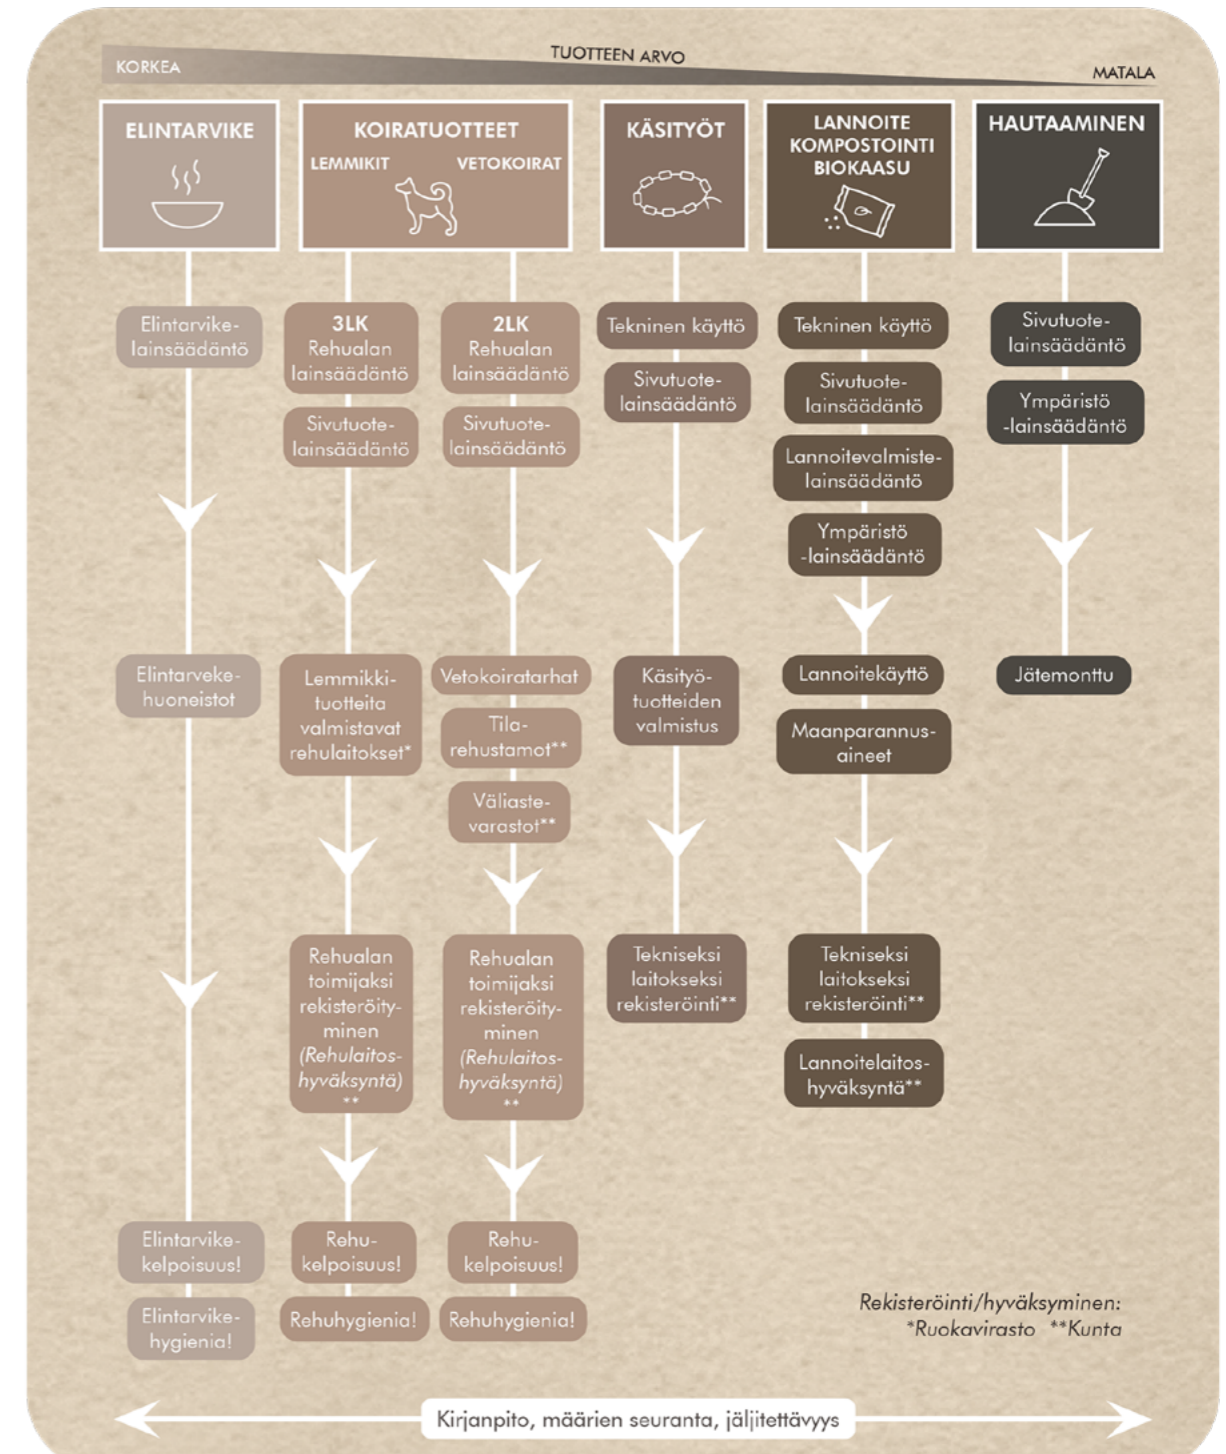 TUOTTEEN ARVO
KORKEA
MATALA
ELINTARVIKE
Elintarvike-
lainsäädäntö
Elintarveke-
huoneistot
Elintarvike-
kelpoisuus!
Elintarvike-
hygienia!
KOIRATUOTTEET
LEMMIKIT
VETOKOIRAT
3LK
Rehualan
lainsäädäntö
Sivutuote-
lainsäädäntö
Lemmikki-
tuotteita
valmistavat
rehulaitokset*
Rehualan
toimijaksi
rekisteröity-
minen
(Rehulaitos-
hyväksyntä)
**
Rehu-
kelpoisuus!
Rehuhygienia!
2LK
Rehualan
lainsäädäntö
Sivutuote-
lainsäädäntö
Vetokoiratarhat
Tila-
rehustamot**
Väliaste-
varastot**
Rehualan
toimijaksi
rekisteröity-
minen
(Rehulaitos-
hyväksyntä)
**
Rehu-
kelpoisuus!
Rehuhygienia!
KÄSITYÖT
Tekninen käyttö
Sivutuote-
lainsäädäntö
Käsityö-
tuotteiden
valmistus
Tekniseksi
laitokseksi
rekisteröinti**
LANNOITE
KOMPOSTOINTI
BIOKAASU
Tekninen käyttö
Sivutuote-
lainsäädäntö
Lannoitevalmiste-
lainsäädäntö
Ympäristö
-lainsäädäntö
Lannoitekäyttö
Maanparannus-
aineet
Tekniseksi
laitokseksi
rekisteröinti**
Lannoitelaitos-
hyväksyntä**
HAUTAAMINEN
Sivutuote-
lainsäädäntö
Ympäristö
-lainsäädäntö
Jätemonttu
Rekisteröinti/hyväksyminen:
*Ruokavirasto **Kunta
Kirjanpito, määrien seuranta, jäljitettävyys